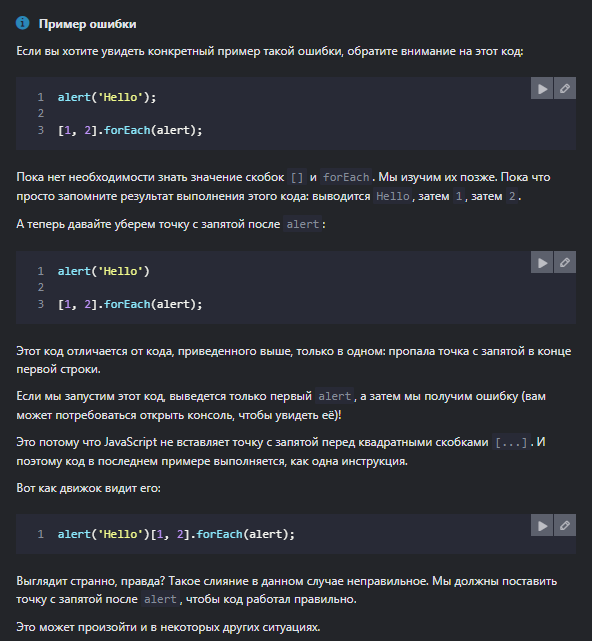 Пример ошибки
Если вы хотите увидеть конкретный пример такой ошибки, обратите внимание на этот код:
1 alert('Hello');
2
3 [1, 2].forEach(alert);
Пока нет необходимости знать значение скобок [] и forEach. Мы изучим их позже. Пока что
просто запомните результат выполнения этого кода: выводится Hello, затем 1, затем 2.
А теперь давайте уберем точку с запятой после alert:
1 alert('Hello')
2
3 [1, 2].forEach(alert);
Этот код отличается от кода, приведенного выше, только в одном: пропала точка с запятой в конце
первой строки.
Если мы запустим этот код, выведется только первый alert, а затем мы получим ошибку (вам
может потребоваться открыть консоль, чтобы увидеть её)!
Это потому что JavaScript не вставляет точку с запятой перед квадратными скобками [...]. И
поэтому код в последнем примере выполняется, как одна инструкция.
Вот как движок видит его:
1 alert('Hello')[1, 2].forEach(alert);
Выглядит странно, правда? Такое слияние в данном случае неправильное. Мы должны поставить
точку с запятой после alert, чтобы код работал правильно.
Это может произойти и в некоторых других ситуациях.